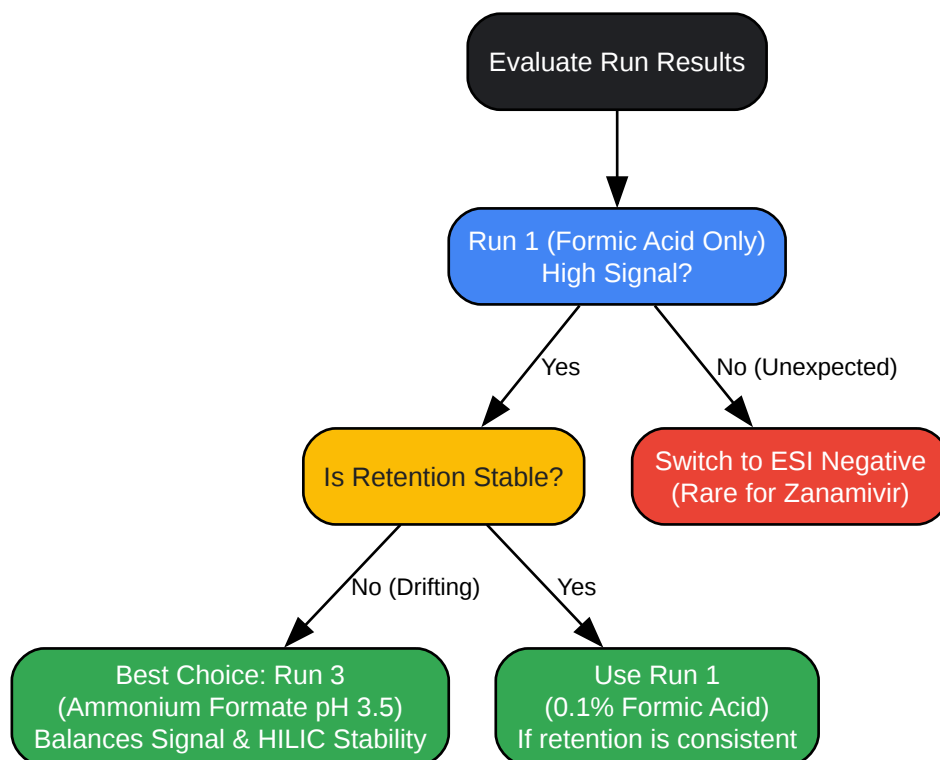 Evaluate Run Results
Run 1 (Formic Acid Only)
High Signal?
Yes
No (Unexpected)
Is Retention Stable?
Switch to ESI Negative
(Rare for Zanamivir)
No (Drifting)
Yes
Best Choice: Run 3
(Ammonium Formate pH 3.5)
Balances Signal & HILIC Stability
Use Run 1
(0.1% Formic Acid)
If retention is consistent